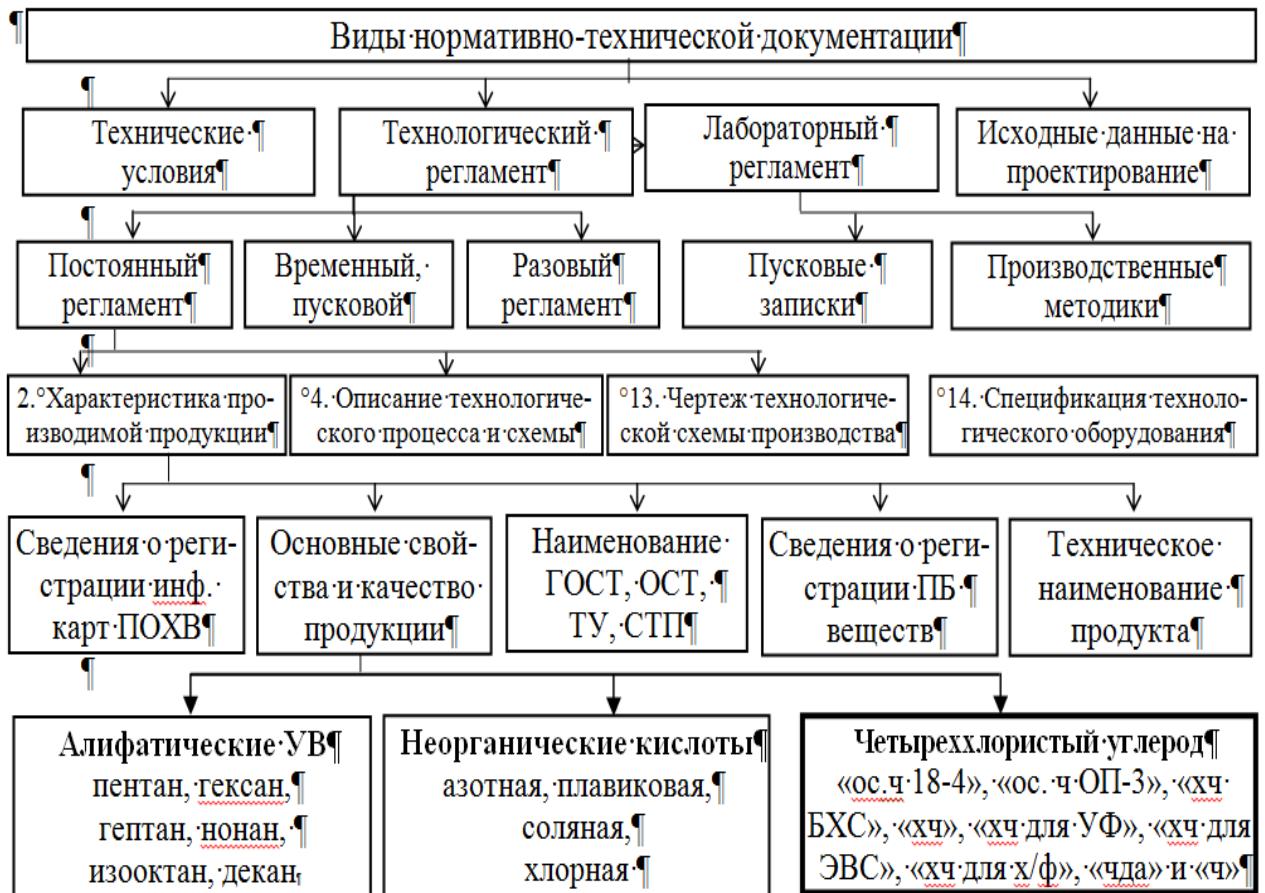 Виды нормативно-технической документации
Технические
условия
Технологический
регламент
Лабораторный
регламент
Исходные данные на
проектирование
Постоянный
регламент
Временный,
пусковой
Разовый
регламент
Пусковые
записки
Производственные
методики
2.°Характеристика про-
изводимой продукции
°4. Описание технологиче-
ского процесса и схемы
°13. Чертеж технологиче-
ской схемы производства
°14. Спецификация техноло-
гического оборудования
Сведения о реги-
страции инф.
карт ПОХВ
Основные свой-
ства и качество
продукции
Наименование
ГОСТ, ОСТ,
ТУ, СТП
Сведения о реги-
страции ПБ
веществ
Техническое
наименование
продукта
Алифатические УВ
пентан, гексан,
гептан, нонан,
изооктан, декан
Неорганические кислоты
азотная, плавиковая,
соляная,
хлорная
Четыреххлористый углерод
«ос.ч 18-4», «ос. ч ОП-3», «хч
БХС», «хч», «хч для УФ», «хч для
ЭВС», «хч для х/ф», «чда» и «ч»